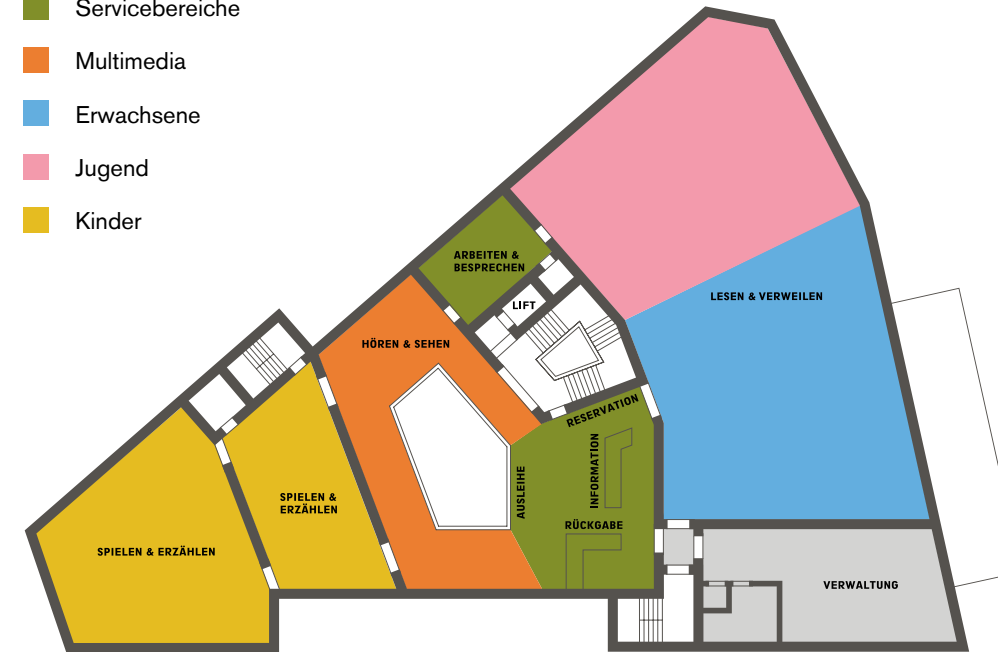 Servicebereiche
Multimedia
Erwachsene
Jugend
Kinder
ARBEITEN &
BESPRECHEN
LIFT
LESEN & VERWEILEN
HÖREN & SEHEN
RESERVATION
INFORMATION
AUSLEIHE
RÜCKGABE
SPIELEN &
ERZÄHLEN
SPIELEN & ERZÄHLEN
VERWALTUNG